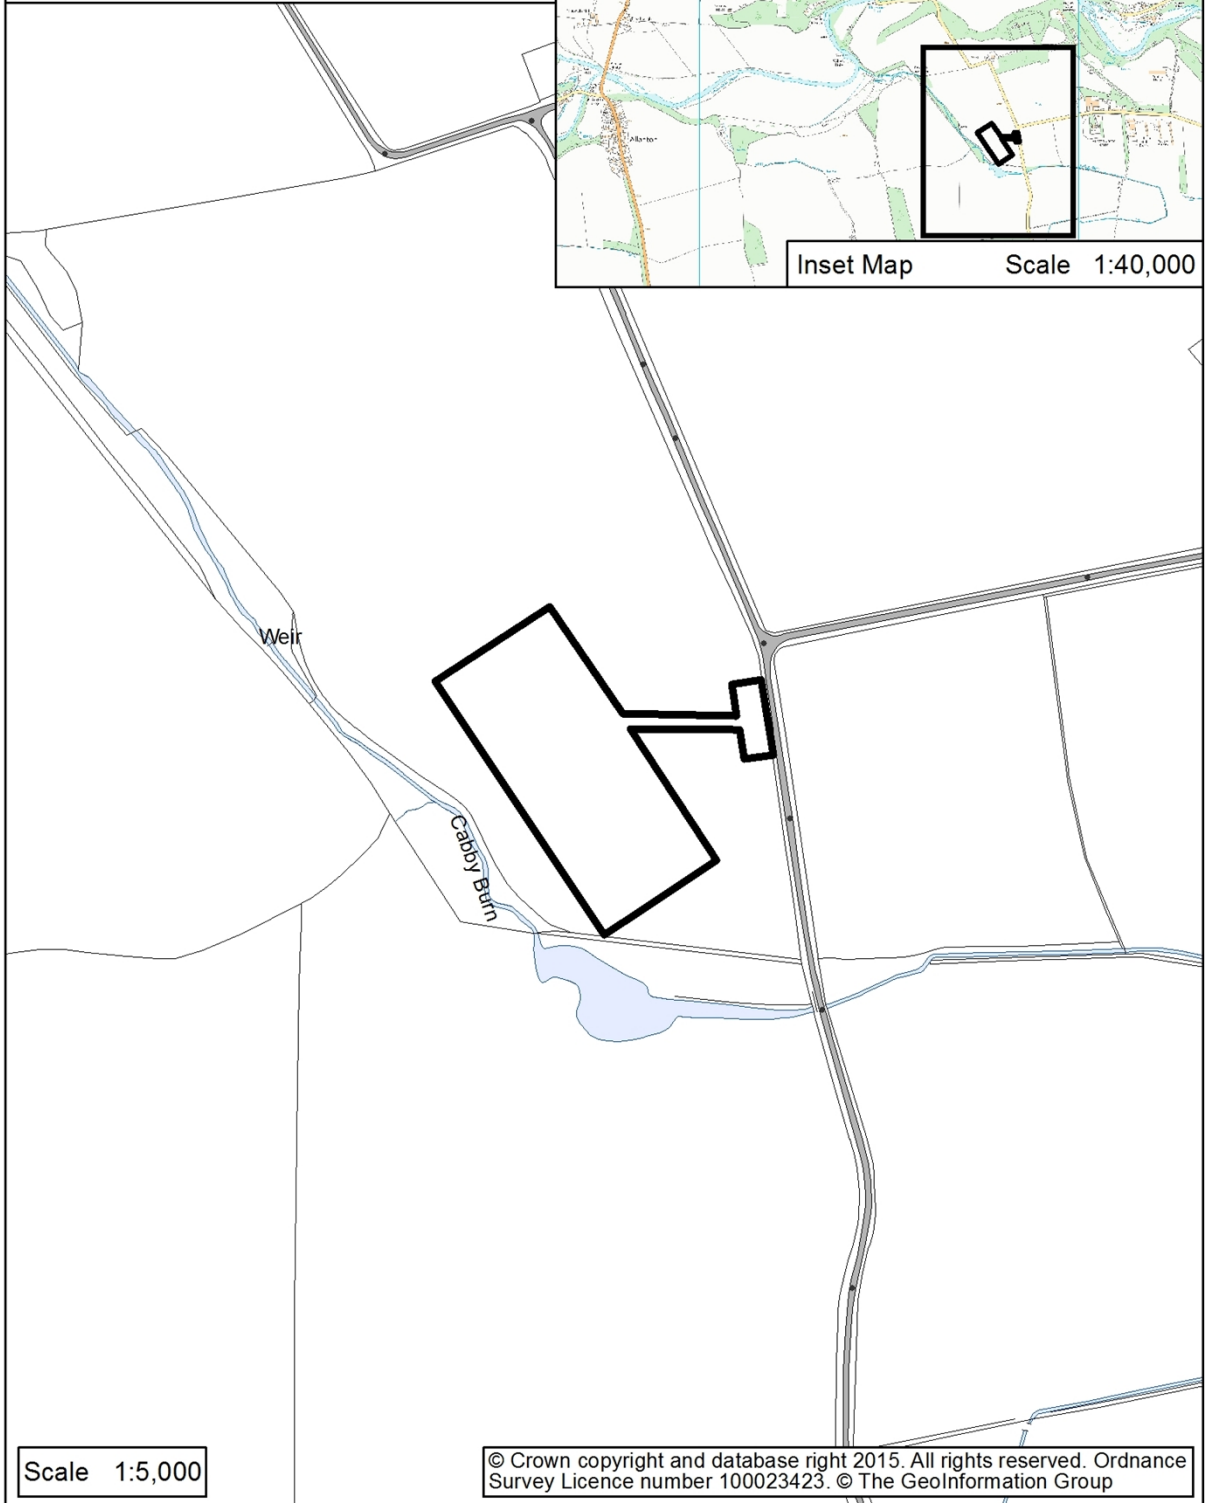 Allanton
Inset Map Scale 1:40,000
Weir
Cabby Burn
Scale 1:5,000
© Crown copyright and database right 2015. All rights reserved. Ordnance
Survey Licence number 100023423. © The GeoInformation Group